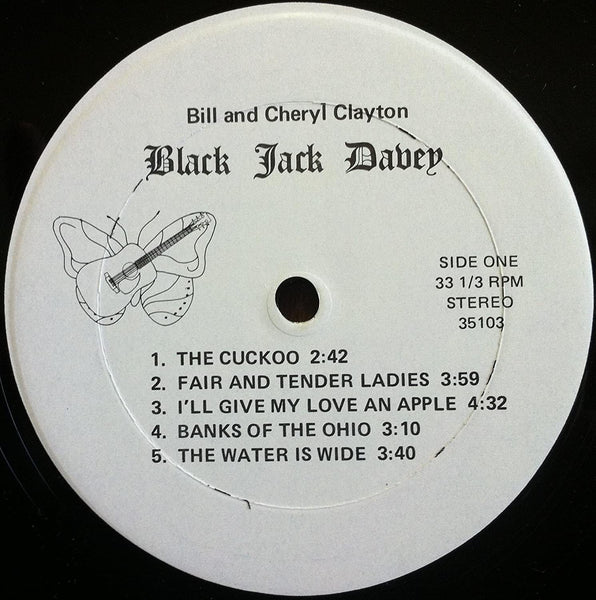 Bill and Cheryl Clayton
Black Jack Davey
SIDE ONE
33 1/3 RPM
STEREO
35103
1. THE CUCKOO 2:42
2. FAIR AND TENDER LADIES 3:59
3. I'LL GIVE MY LOVE AN APPLE 4:32
4. BANKS OF THE OHIO 3:10
5. THE WATER IS WIDE 3:40